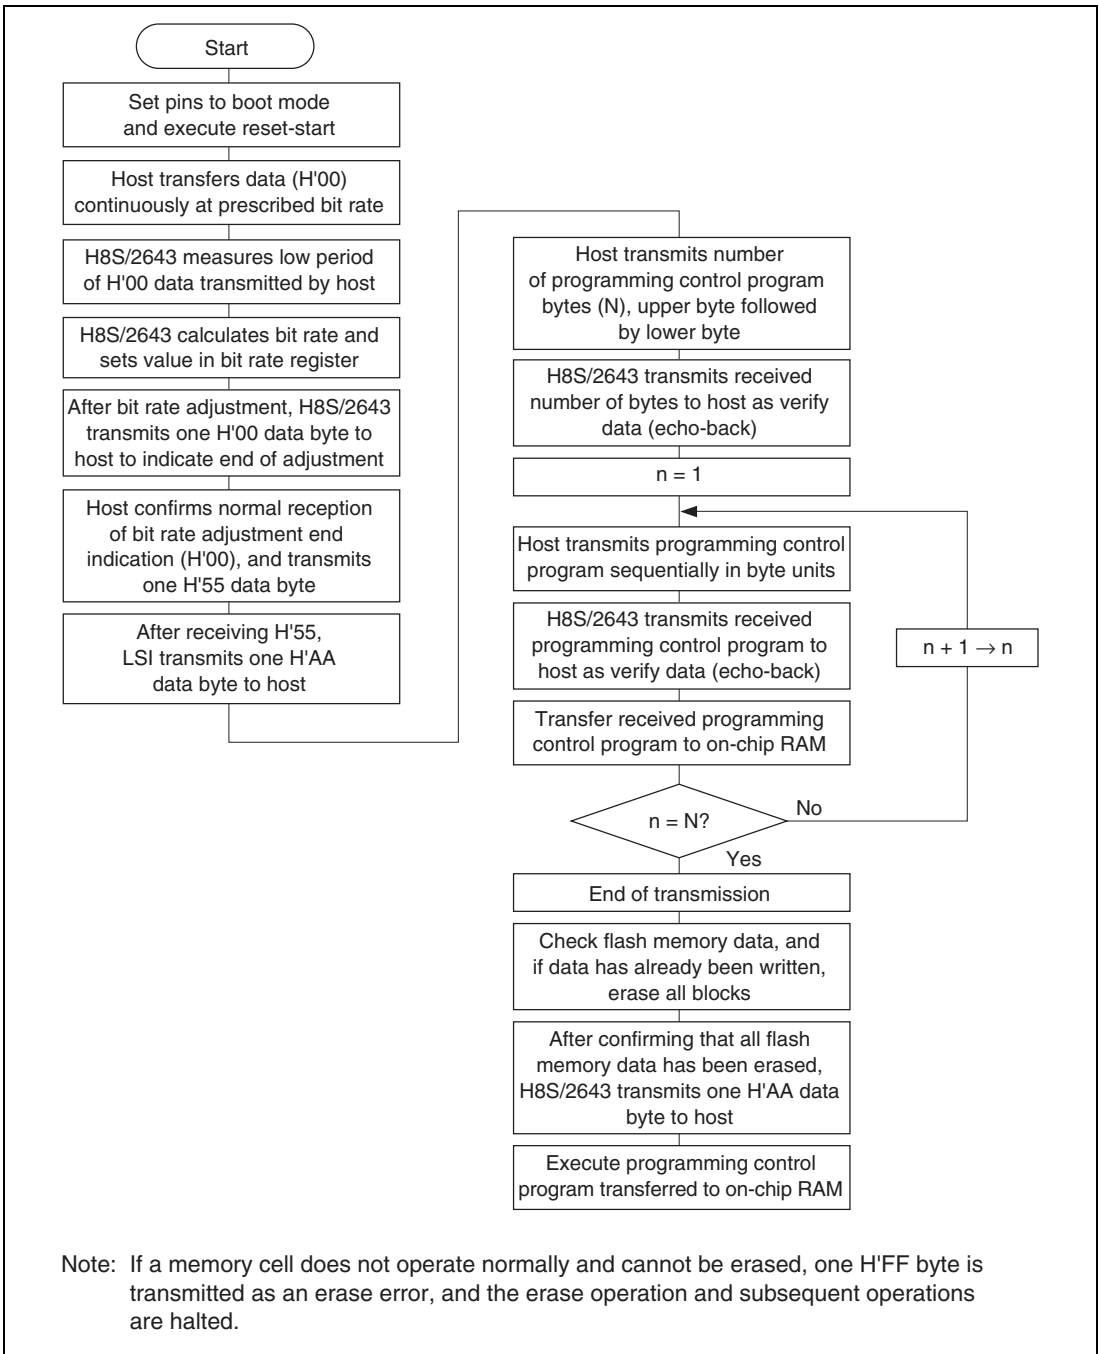 Start
Set pins to boot mode
and execute reset-start
Host transfers data (H'00)
continuously at prescribed bit rate
H8S/2643 measures low period
of H'00 data transmitted by host
H8S/2643 calculates bit rate and
sets value in bit rate register
After bit rate adjustment, H8S/2643
transmits one H'00 data byte to
host to indicate end of adjustment
Host confirms normal reception
of bit rate adjustment end
indication (H'00), and transmits
one H'55 data byte
After receiving H'55,
LSI transmits one H'AA
data byte to host
Host transmits number
of programming control program
bytes (N), upper byte followed
by lower byte
H8S/2643 transmits received
number of bytes to host as verify
data (echo-back)
n = 1
Host transmits programming control
program sequentially in byte units
H8S/2643 transmits received
programming control program to
host as verify data (echo-back)
n + 1 → n
Transfer received programming
control program to on-chip RAM
n = N?
No
Yes
End of transmission
Check flash memory data, and
if data has already been written,
erase all blocks
After confirming that all flash
memory data has been erased,
H8S/2643 transmits one H'AA data
byte to host
Execute programming control
program transferred to on-chip RAM
Note: If a memory cell does not operate normally and cannot be erased, one H'FF byte is
transmitted as an erase error, and the erase operation and subsequent operations
are halted.